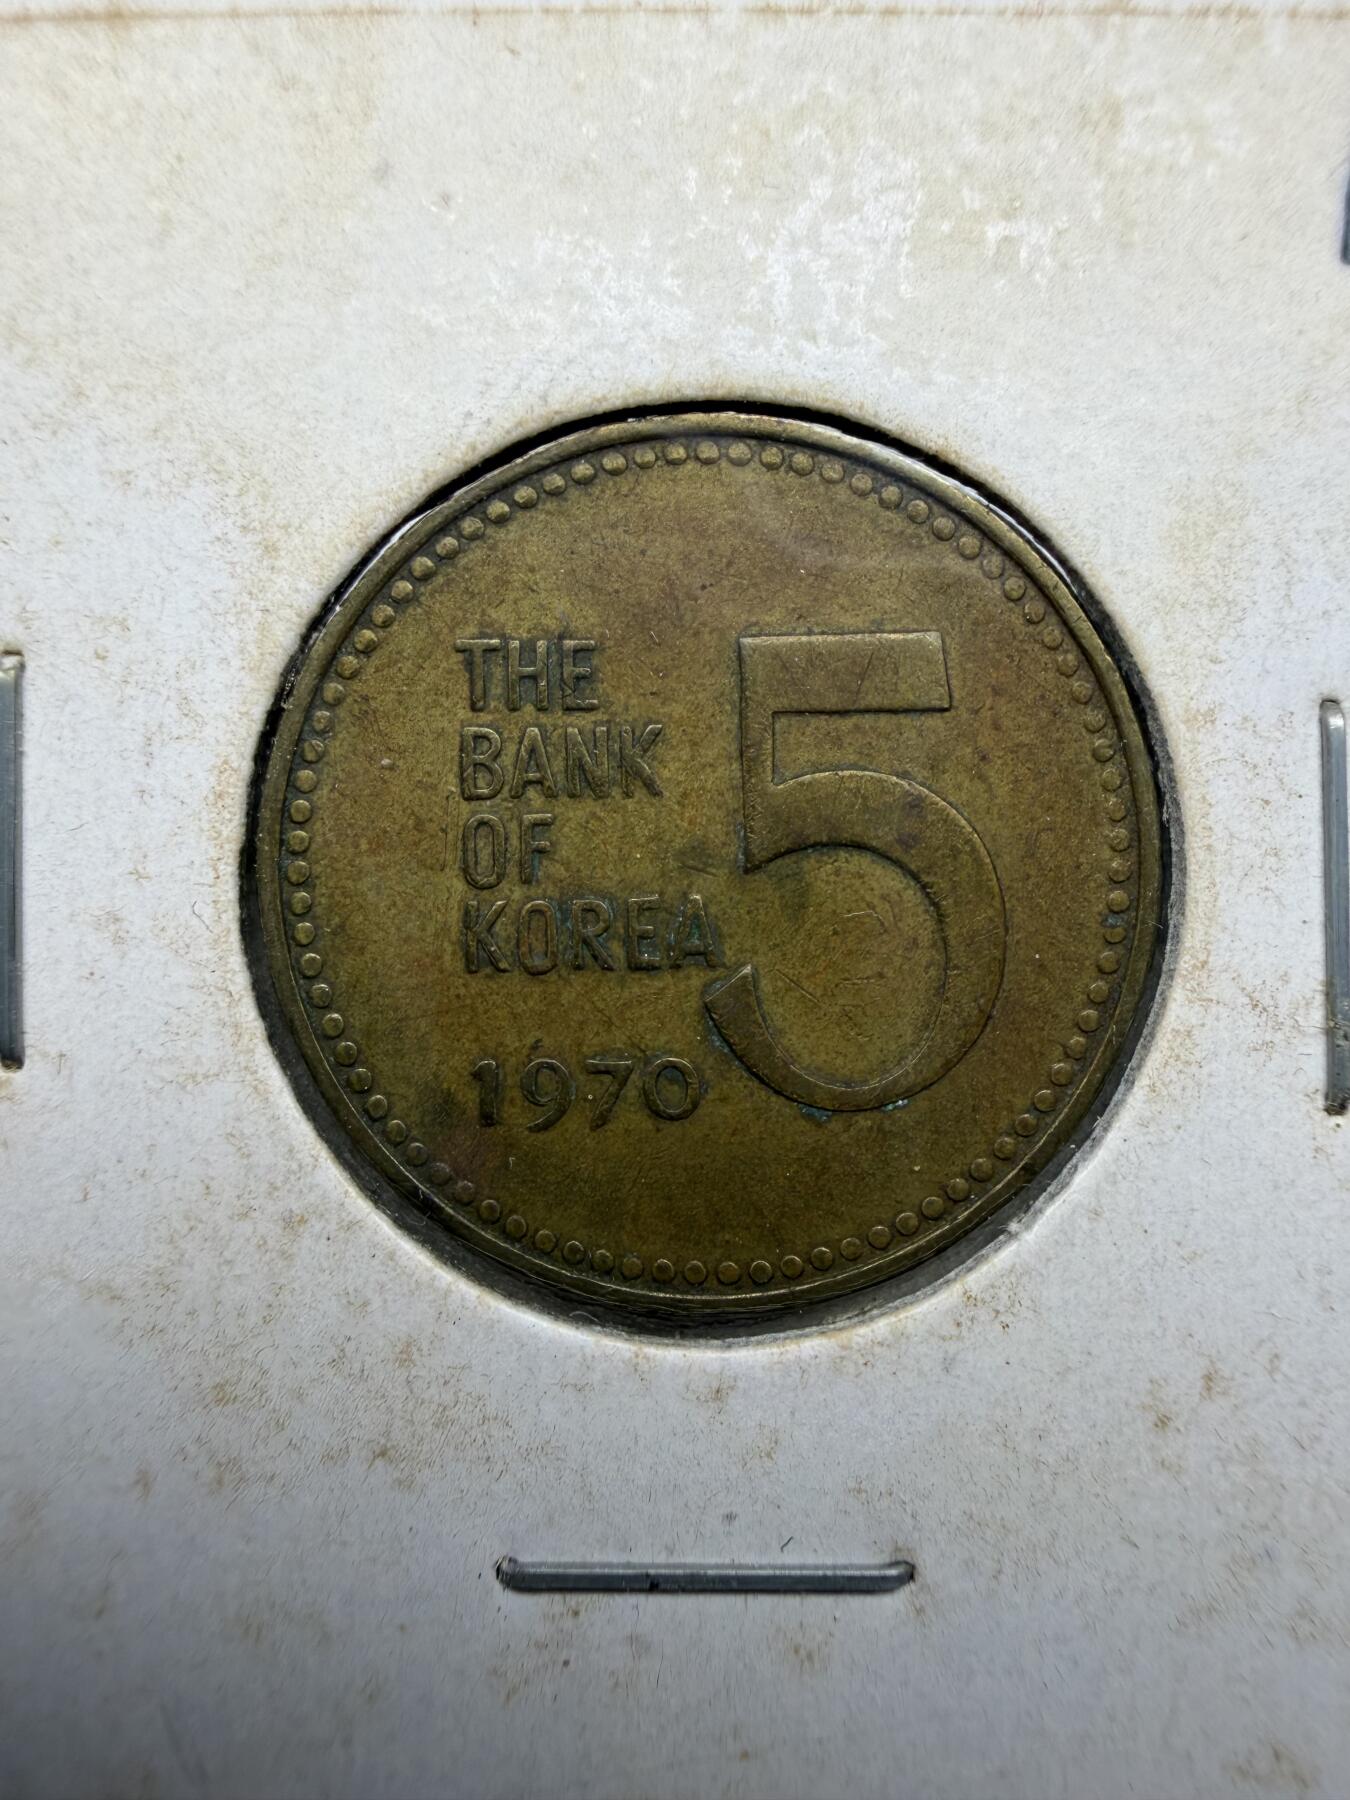 THE
BANK
OF
KOREA
1970
5